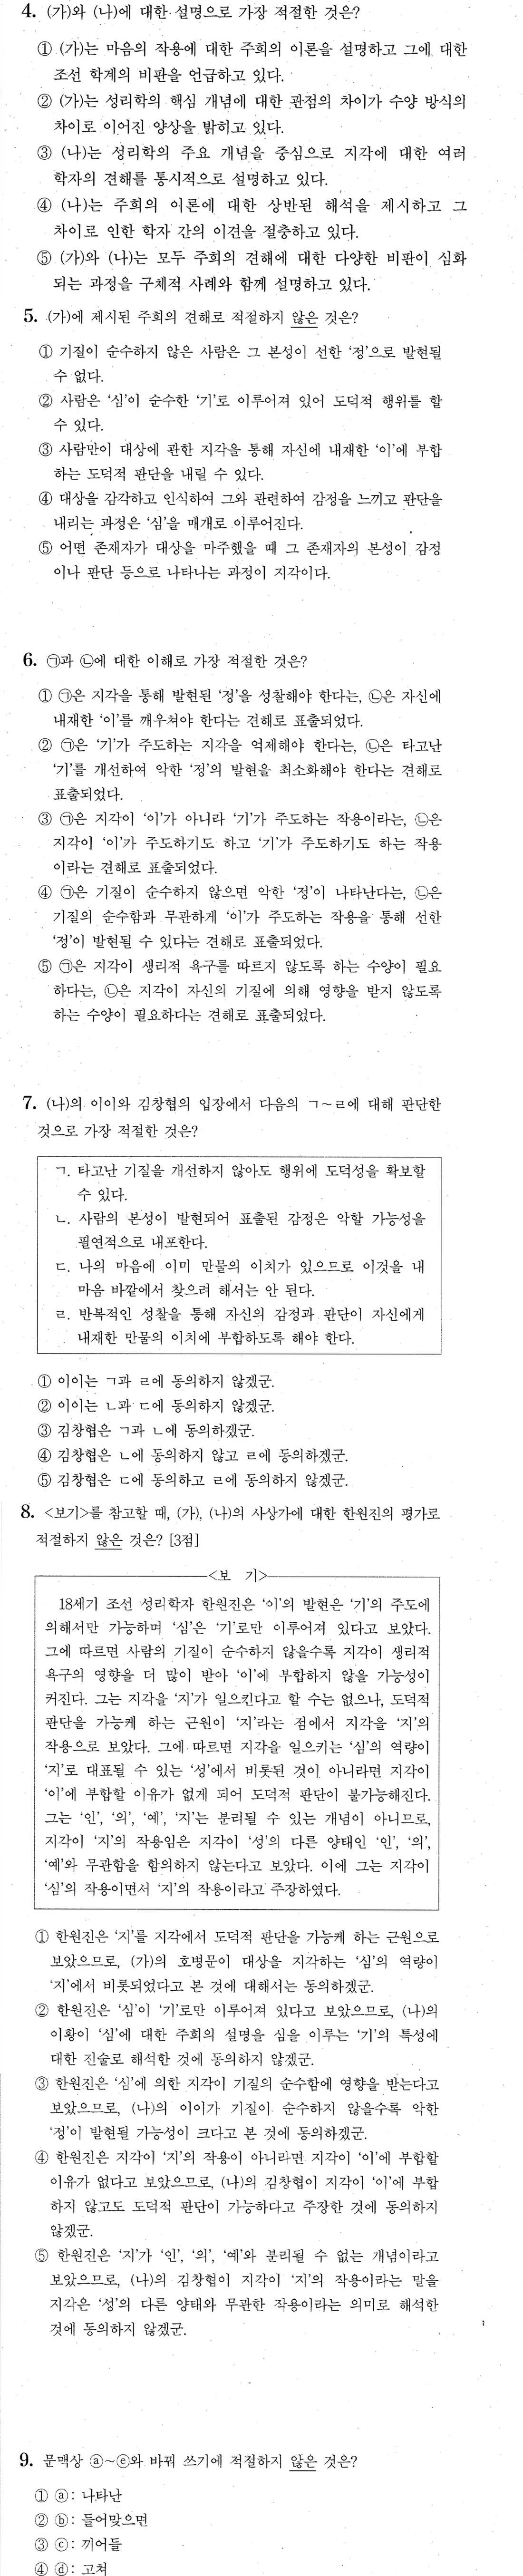 4. (가)와 (나)에 대한 설명으로 가장 적절한 것은?
① (가)는 마음의 작용에 대한 주희의 이론을 설명하고 그에 대한
조선 학계의 비판을 언급하고 있다.
② (가)는 성리학의 핵심 개념에 대한 관점의 차이가 수양 방식의
차이로 이어진 양상을 밝히고 있다.
③ (나)는 성리학의 주요 개념을 중심으로 지각에 대한 여러
학자의 견해를 통시적으로 설명하고 있다.
④ (나)는 주희의 이론에 대한 상반된 해석을 제시하고 그
차이로 인한 학자 간의 이견을 절충하고 있다.
⑤ (가)와 (나)는 모두 주희의 견해에 대한 다양한 비판이 심화
되는 과정을 구체적 사례와 함께 설명하고 있다.
5. (가)에 제시된 주희의 견해로 적절하지 않은 것은?
① 기질이 순수하지 않은 사람은 그 본성이 선한 ‘정’으로 발현될
수 없다.
② 사람은 ‘심’이 순수한 ‘기’로 이루어져 있어 도덕적 행위를 할
수 있다.
③ 사람만이 대상에 관한 지각을 통해 자신에 내재한 ‘이’에 부합
하는 도덕적 판단을 내릴 수 있다.
④ 대상을 감각하고 인식하여 그와 관련하여 감정을 느끼고 판단을
내리는 과정은 ‘심’을 매개로 이루어진다.
⑤ 어떤 존재자가 대상을 마주했을 때 그 존재자의 본성이 감정
이나 판단 등으로 나타나는 과정이 지각이다.
6. ㉠과 ㉡에 대한 이해로 가장 적절한 것은?
① ㉠은 지각을 통해 발현된 ‘정’을 성찰해야 한다는, ㉡은 자신에
내재한 ‘이’를 깨우쳐야 한다는 견해로 표출되었다.
② ㉠은 ‘기’가 주도하는 지각을 억제해야 한다는, ㉡은 타고난
‘기’를 개선하여 악한 ‘정’의 발현을 최소화해야 한다는 견해로
표출되었다.
③ ㉠은 지각이 ‘이’가 아니라 ‘기’가 주도하는 작용이라는, ㉡은
지각이 ‘이’가 주도하기도 하고 ‘기’가 주도하기도 하는 작용
이라는 견해로 표출되었다.
④ ㉠은 기질이 순수하지 않으면 악한 ‘정’이 나타난다는, ㉡은
기질의 순수함과 무관하게 ‘이’가 주도하는 작용을 통해 선한
‘정’이 발현될 수 있다는 견해로 표출되었다.
⑤ ㉠은 지각이 생리적 욕구를 따르지 않도록 하는 수양이 필요
하다는, ㉡은 지각이 자신의 기질에 의해 영향을 받지 않도록
하는 수양이 필요하다는 견해로 표출되었다.
7. (나)의 이이와 김창협의 입장에서 다음의 ㄱ~ㄹ에 대해 판단한
것으로 가장 적절한 것은?
ㄱ. 타고난 기질을 개선하지 않아도 행위에 도덕성을 확보할
수 있다.
ㄴ. 사람의 본성이 발현되어 표출된 감정은 악할 가능성을
필연적으로 내포한다.
ㄷ. 나의 마음에 이미 만물의 이치가 있으므로 이것을 내
마음 바깥에서 찾으려 해서는 안 된다.
ㄹ. 반복적인 성찰을 통해 자신의 감정과 판단이 자신에게
내재한 만물의 이치에 부합하도록 해야 한다.
① 이이는 ㄱ과 ㄹ에 동의하지 않겠군.
② 이이는 ㄴ과 ㄷ에 동의하지 않겠군.
③ 김창협은 ㄱ과 ㄴ에 동의하겠군.
④ 김창협은 ㄴ에 동의하지 않고 ㄹ에 동의하겠군.
⑤ 김창협은 ㄷ에 동의하고 ㄹ에 동의하지 않겠군.
8. <보기>를 참고할 때, (가), (나)의 사상가에 대한 한원진의 평가로
적절하지 않은 것은? [3점]
<보 기>
18세기 조선 성리학자 한원진은 ‘이’의 발현은 ‘기’의 주도에
의해서만 가능하며 ‘심’은 ‘기’로만 이루어져 있다고 보았다.
그에 따르면 사람의 기질이 순수하지 않을수록 지각이 생리적
욕구의 영향을 더 많이 받아 ‘이’에 부합하지 않을 가능성이
커진다. 그는 지각을 ‘지’가 일으킨다고 할 수는 없으나, 도덕적
판단을 가능케 하는 근원이 ‘지’라는 점에서 지각을 ‘지’의
작용으로 보았다. 그에 따르면 지각을 일으키는 ‘심’의 역량이
‘지’로 대표될 수 있는 ‘성’에서 비롯된 것이 아니라면 지각이
‘이’에 부합할 이유가 없게 되어 도덕적 판단이 불가능해진다.
그는 ‘인’, ‘의’, ‘예’, ‘지’는 분리될 수 있는 개념이 아니므로,
지각이 ‘지’의 작용임은 지각이 ‘성’의 다른 양태인 ‘인’, ‘의’,
‘예’와 무관함을 함의하지 않는다고 보았다. 이에 그는 지각이
‘심’의 작용이면서 ‘지’의 작용이라고 주장하였다.
① 한원진은 ‘지’를 지각에서 도덕적 판단을 가능케 하는 근원으로
보았으므로, (가)의 호병문이 대상을 지각하는 ‘심’의 역량이
‘지’에서 비롯되었다고 본 것에 대해서는 동의하겠군.
② 한원진은 ‘심’이 ‘기’로만 이루어져 있다고 보았으므로, (나)의
이황이 ‘심’에 대한 주희의 설명을 심을 이루는 ‘기’의 특성에
대한 진술로 해석한 것에 동의하지 않겠군.
③ 한원진은 ‘심’에 의한 지각이 기질의 순수함에 영향을 받는다고
보았으므로, (나)의 이이가 기질이 순수하지 않을수록 악한
‘정’이 발현될 가능성이 크다고 본 것에 동의하겠군.
④ 한원진은 지각이 ‘지’의 작용이 아니라면 지각이 ‘이’에 부합할
이유가 없다고 보았으므로, (나)의 김창협이 지각이 ‘이’에 부합
하지 않고도 도덕적 판단이 가능하다고 주장한 것에 동의하지
않겠군.
⑤ 한원진은 ‘지’가 ‘인’, ‘의’, ‘예’와 분리될 수 없는 개념이라고
보았으므로, (나)의 김창협이 지각이 ‘지’의 작용이라는 말을
지각은 ‘성’의 다른 양태와 무관한 작용이라는 의미로 해석한
것에 동의하지 않겠군.
9. 문맥상 ⓐ~ⓔ와 바꿔 쓰기에 적절하지 않은 것은?
① ⓐ: 나타난
② ⓑ: 들어맞으면
③ ⓒ: 끼어들
④ ⓓ: 고쳐